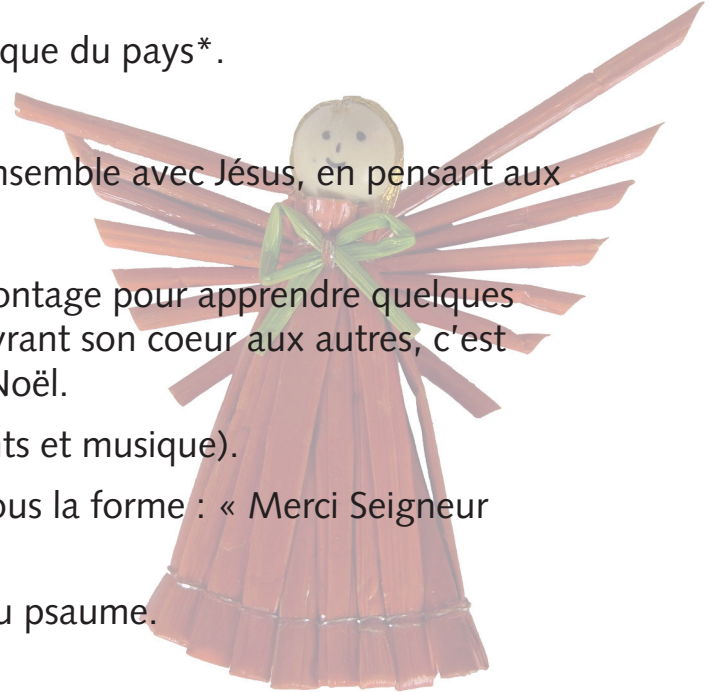 que du pays*.
nsemble avec Jésus, en pensant aux
ontage pour apprendre quelques
vrant son coeur aux autres, c'est
Noël.
ts et musique).
ous la forme : « Merci Seigneur
u psaume.